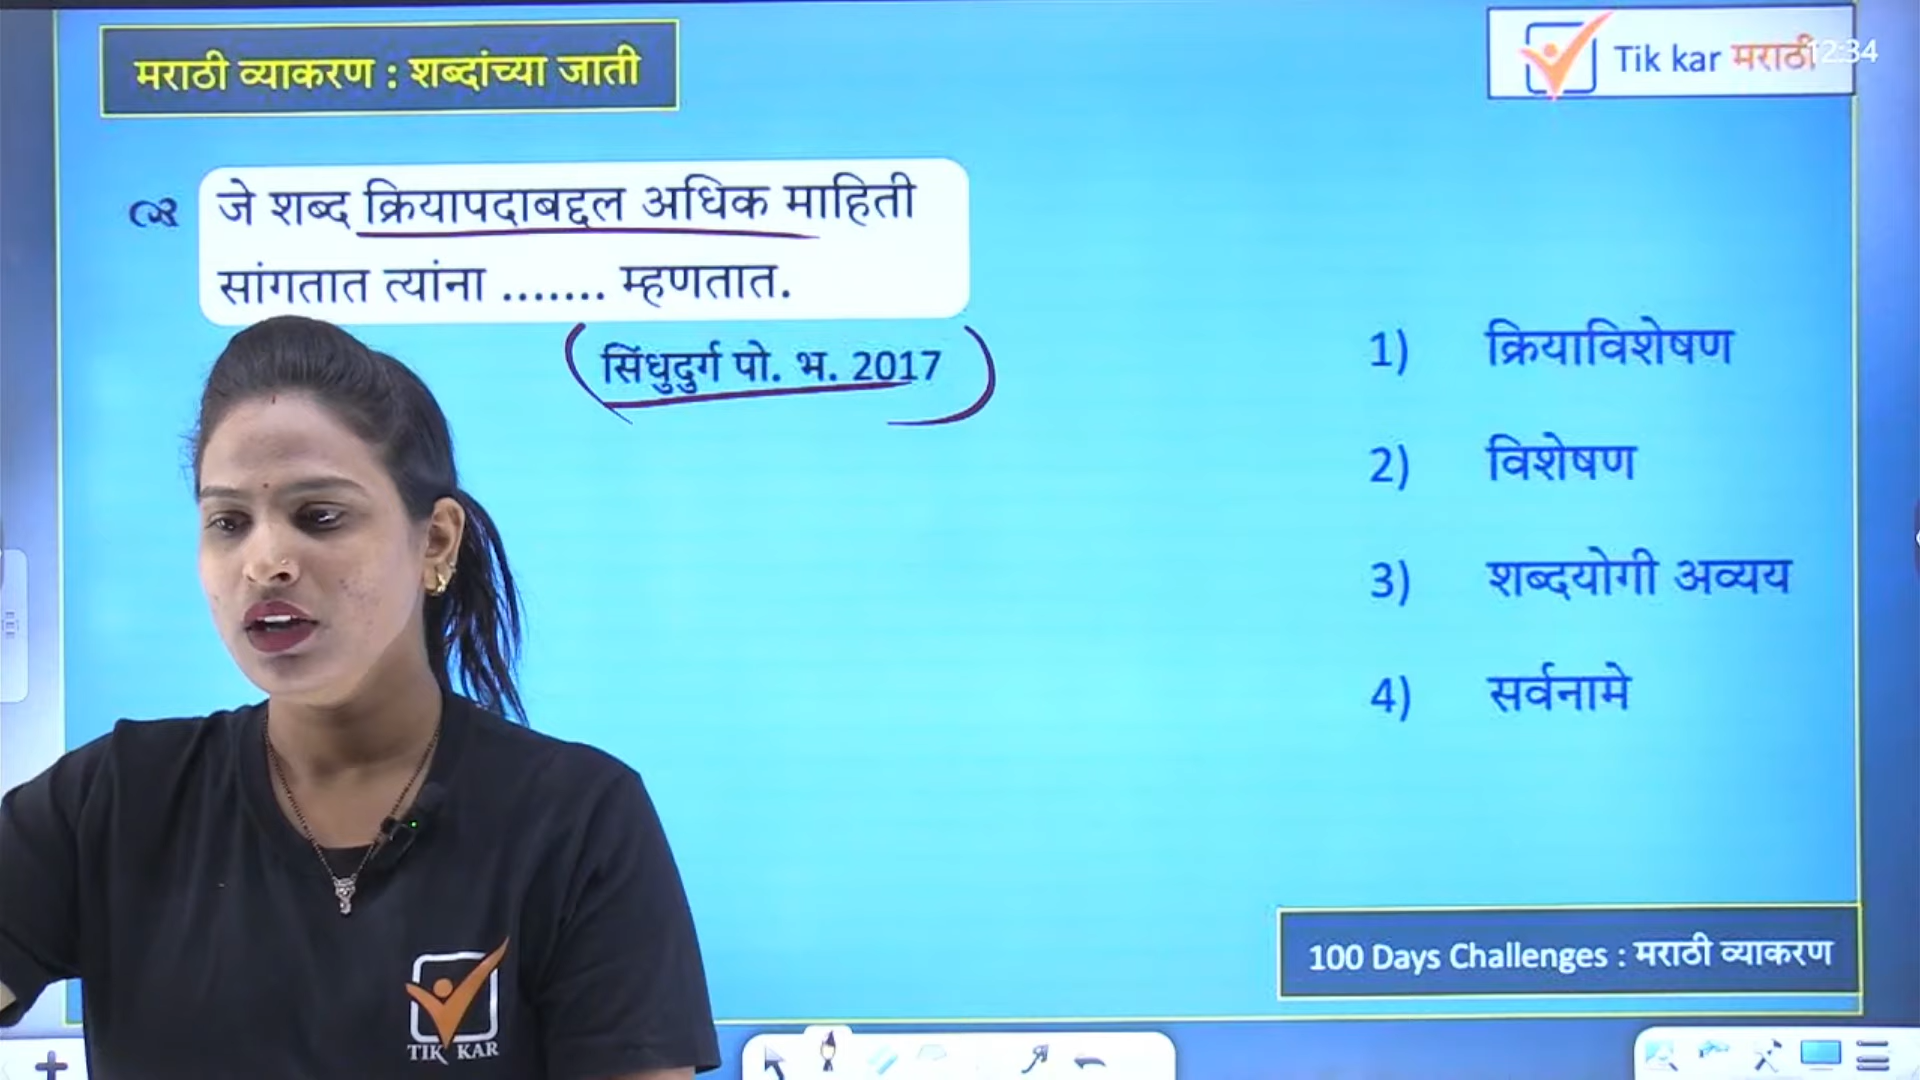 मराठी व्याकरण : शब्दांच्या जाती
Tik kar मराठी
12:34
जे शब्द क्रियापदाबद्दल अधिक माहिती
सांगतात त्यांना ....... म्हणतात.
सिंधुदुर्ग पो. भ. 2017
1) क्रियाविशेषण
2) विशेषण
3) शब्दयोगी अव्यय
4) सर्वनामे
100 Days Challenges : मराठी व्याकरण
TIK KAR